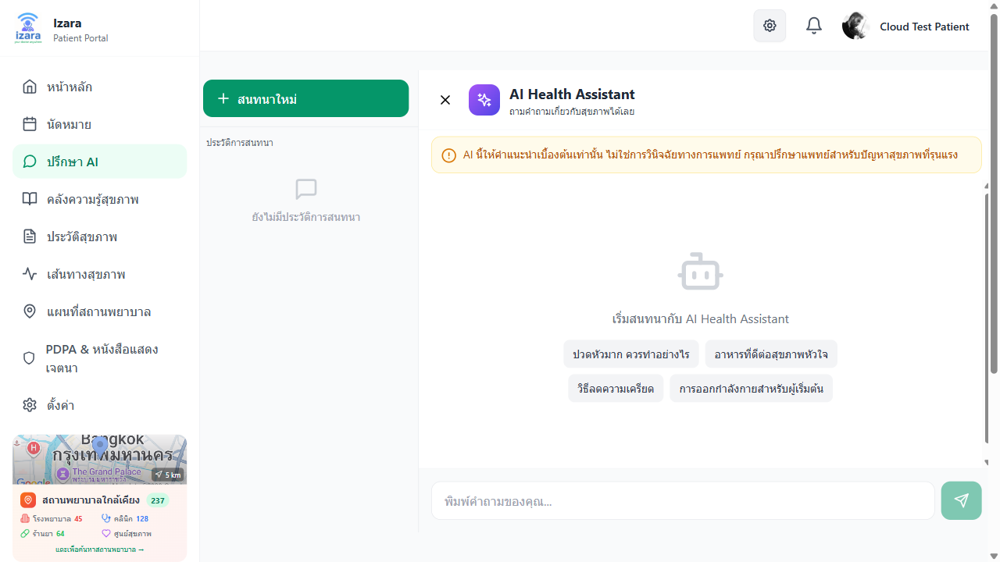 izara
Izara
Patient Portal
Cloud Test Patient
หน้าหลัก
นัดหมาย
ปรึกษา AI
คลังความรู้สุขภาพ
ประวัติสุขภาพ
เส้นทางสุขภาพ
แผนที่สถานพยาบาล
PDPA & หนังสือแสดง
เจตนา
ตั้งค่า
Bangkok
กรุงเทพมหานคร
H
The Grand Palace
พระบรมมหาราชวัง
Google
5 km
สถานพยาบาลใกล้เคียง 237
โรงพยาบาล 45
คลินิก 128
ร้านยา 64
ศูนย์สุขภาพ
แตะเพื่อค้นหาสถานพยาบาล →
สนทนาใหม่
ประวัติการสนทนา
ยังไม่มีประวัติการสนทนา
AI Health Assistant
ถามคำถามเกี่ยวกับสุขภาพได้เลย
AI นี้ให้คำแนะนำเบื้องต้นเท่านั้น ไม่ใช่การวินิจฉัยทางการแพทย์ กรุณาปรึกษาแพทย์สำหรับปัญหาสุขภาพที่รุนแรง
เริ่มสนทนากับ AI Health Assistant
ปวดหัวมาก ควรทำอย่างไร
อาหารที่ดีต่อสุขภาพหัวใจ
วิธีลดความเครียด
การออกกำลังกายสำหรับผู้เริ่มต้น
พิมพ์คำถามของคุณ...